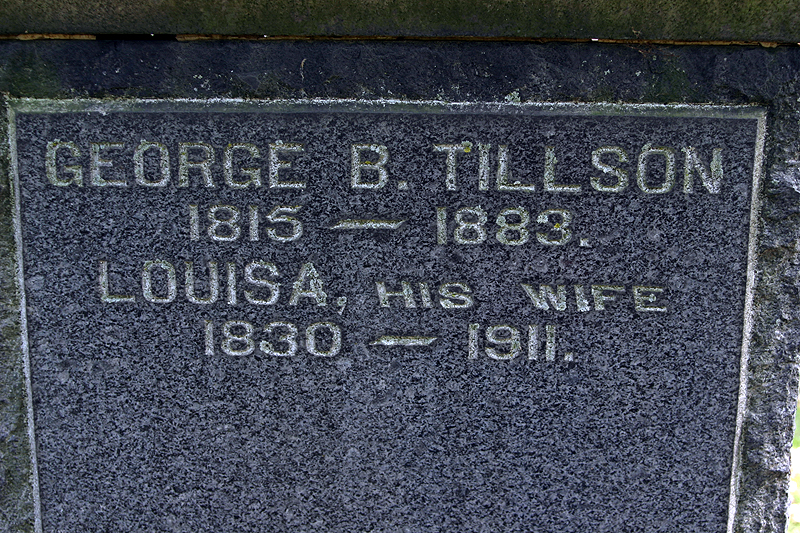 GEORGE B. TILLSON
1815 — 1883.
LOUISA, HIS WIFE
1830 — 1911.